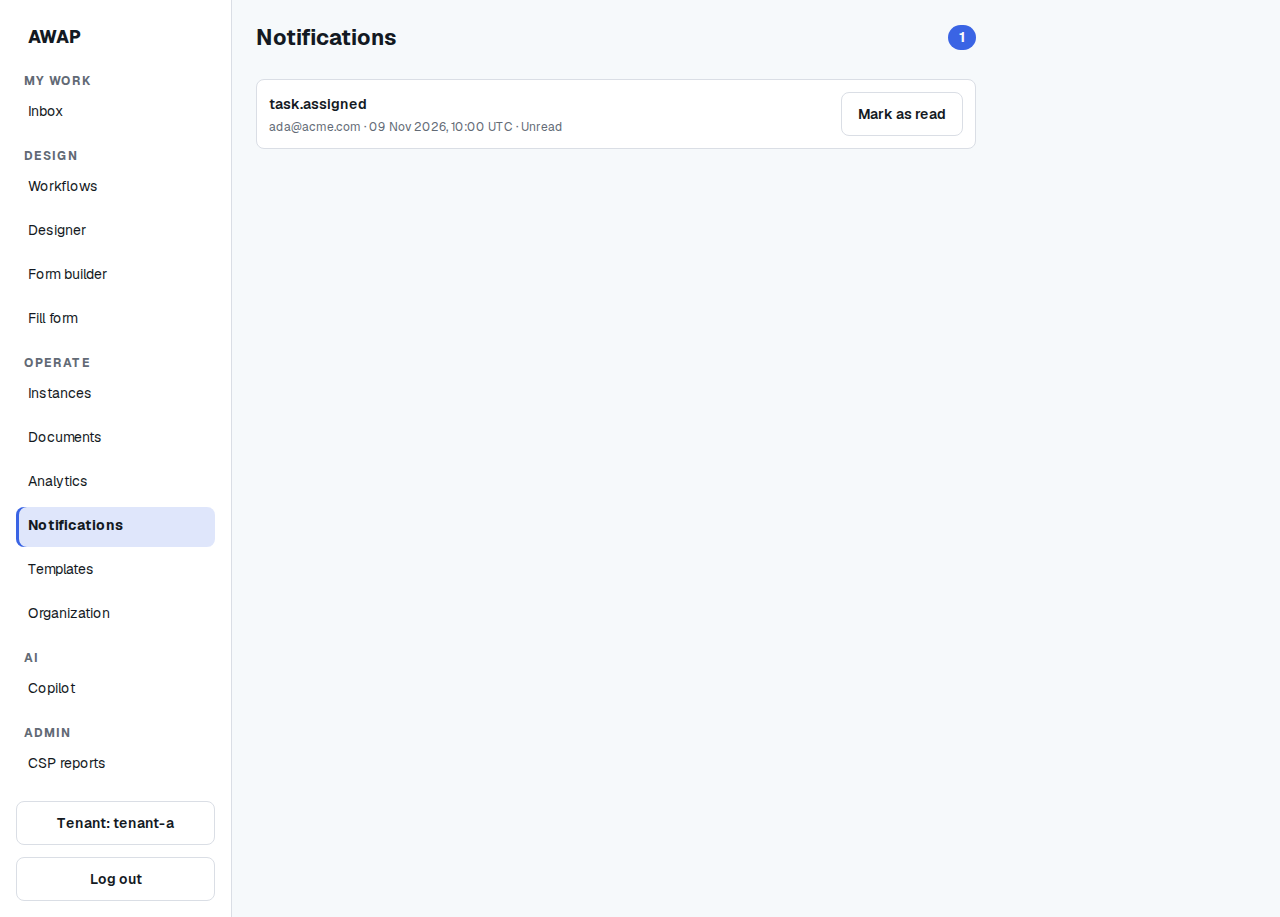 AWAP
MY WORK
Inbox
DESIGN
Workflows
Designer
Form builder
Fill form
OPERATE
Instances
Documents
Analytics
Notifications
Templates
Organization
AI
Copilot
ADMIN
CSP reports
Tenant: tenant-a
Log out
Notifications
1
task.assigned
ada@acme.com · 09 Nov 2026, 10:00 UTC · Unread
Mark as read